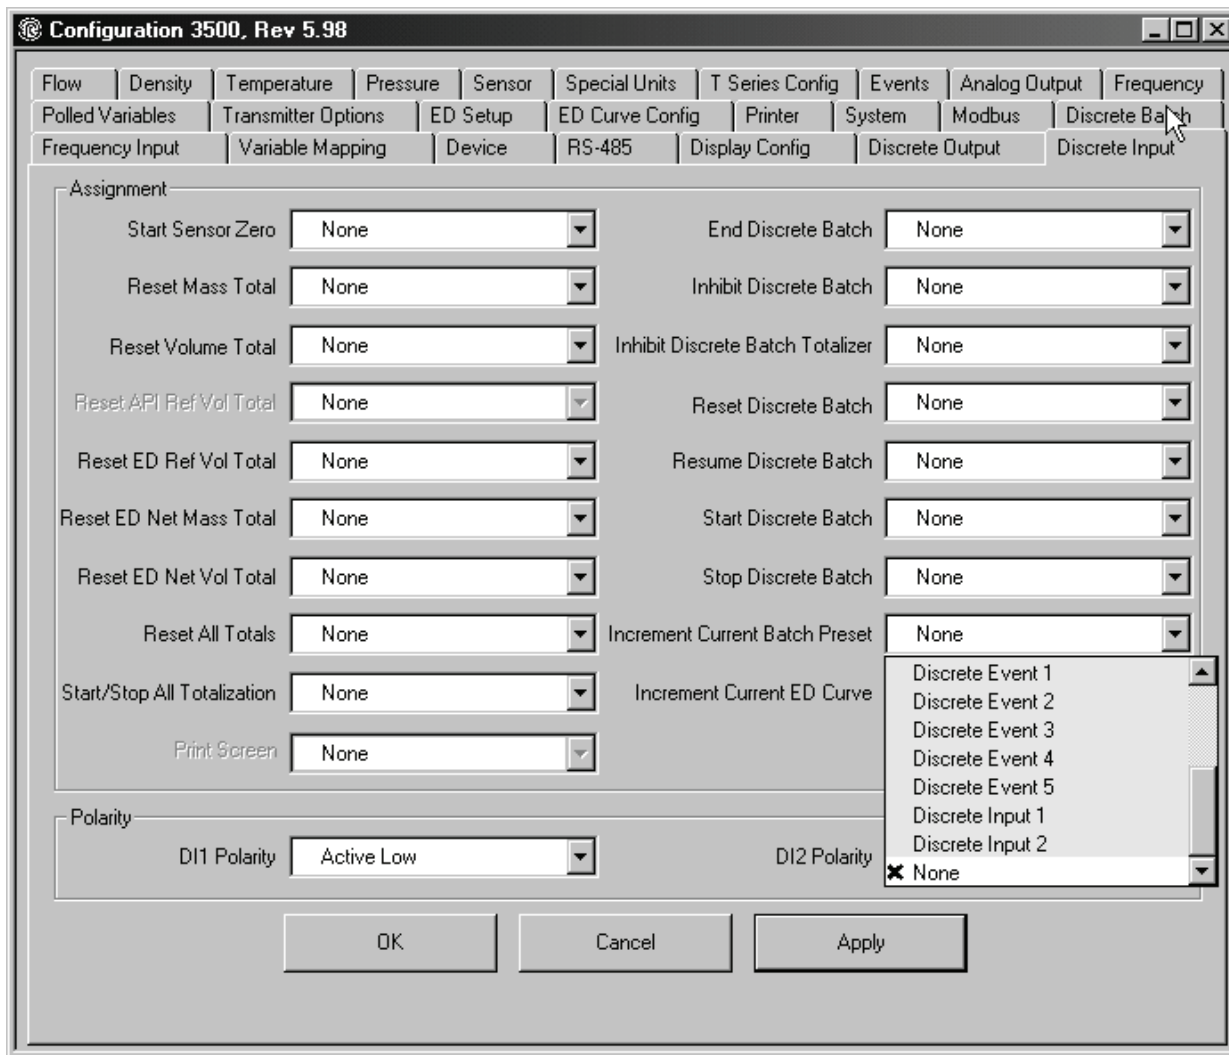 Configuration 3500, Rev 5.98
Flow Density Temperature Pressure Sensor Special Units T Series Config Events Analog Output Frequency
Polled Variables Transmitter Options ED Setup ED Curve Config Printer System Modbus Discrete Batch
Frequency Input Variable Mapping Device RS-485 Display Config Discrete Output Discrete Input
Assignment
Start Sensor Zero None End Discrete Batch None
Reset Mass Total None Inhibit Discrete Batch None
Reset Volume Total None Inhibit Discrete Batch Totalizer None
Reset API Ref Vol Total None Reset Discrete Batch None
Reset ED Ref Vol Total None Resume Discrete Batch None
Reset ED Net Mass Total None Start Discrete Batch None
Reset ED Net Vol Total None Stop Discrete Batch None
Reset All Totals None Increment Current Batch Preset None
Start/Stop All Totalization None Increment Current ED Curve
Print Screen None
Discrete Event 1
Discrete Event 2
Discrete Event 3
Discrete Event 4
Discrete Event 5
Discrete Input 1
Discrete Input 2
None
Polarity
DI1 Polarity Active Low DI2 Polarity
OK Cancel Apply